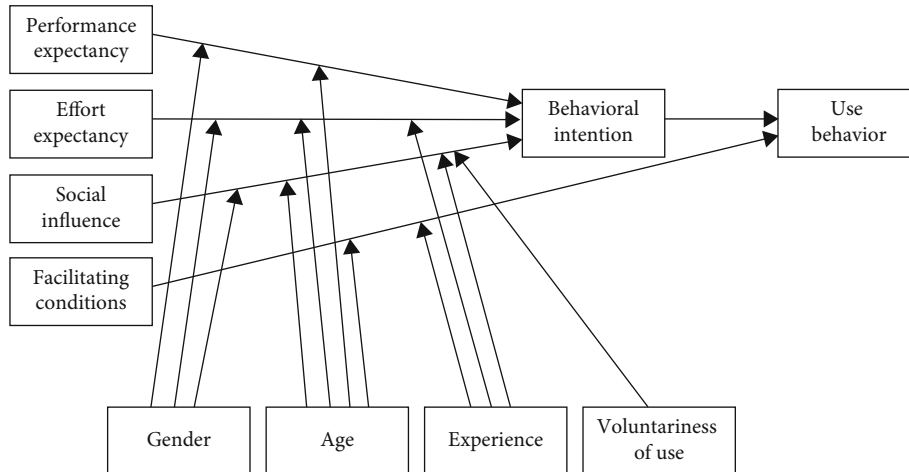 Performance
expectancy
Effort
expectancy
Social
influence
Facilitating
conditions
Behavioral
intention
Use
behavior
Gender
Age
Experience
Voluntariness
of use